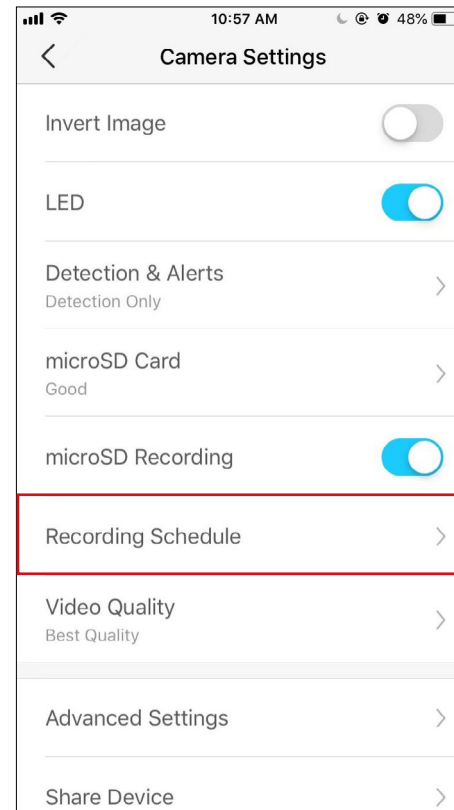 10:57 AM 48%
Camera Settings
Invert Image
LED
Detection & Alerts
Detection Only
microSD Card
Good
microSD Recording
Recording Schedule
Video Quality
Best Quality
Advanced Settings
Share Device